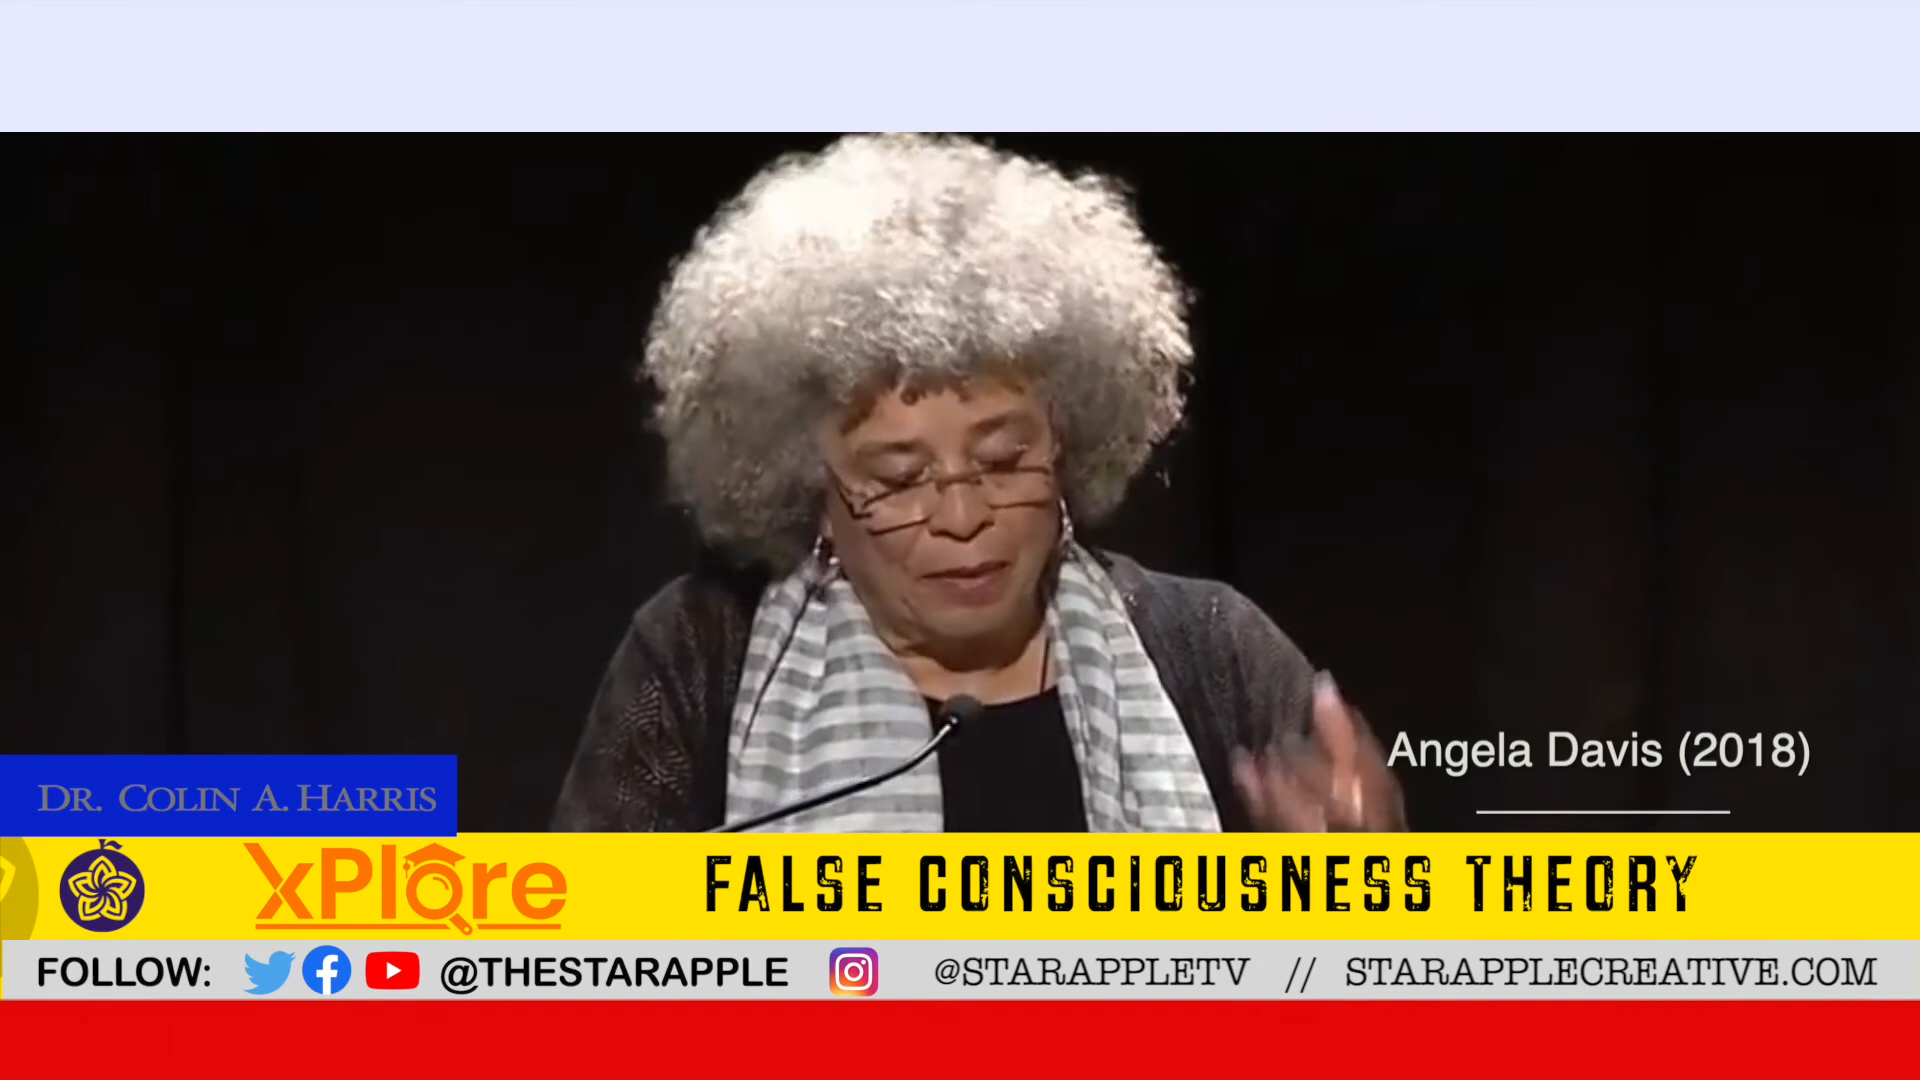 Angela Davis (2018)
DR. COLIN A. HARRIS
xPlore
FALSE CONSCIOUSNESS THEORY
FOLLOW: @THESTARAPPLE @STARAPPLETV // STARAPPLECREATIVE.COM